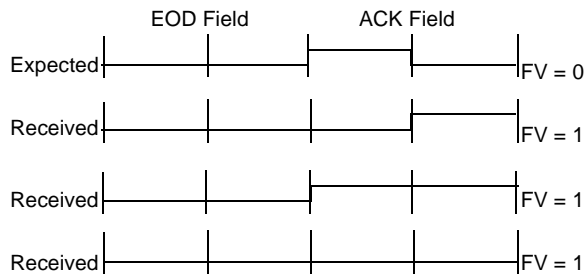 EOD Field ACK Field
Expected FV = 0
Received FV = 1
Received FV = 1
Received FV = 1